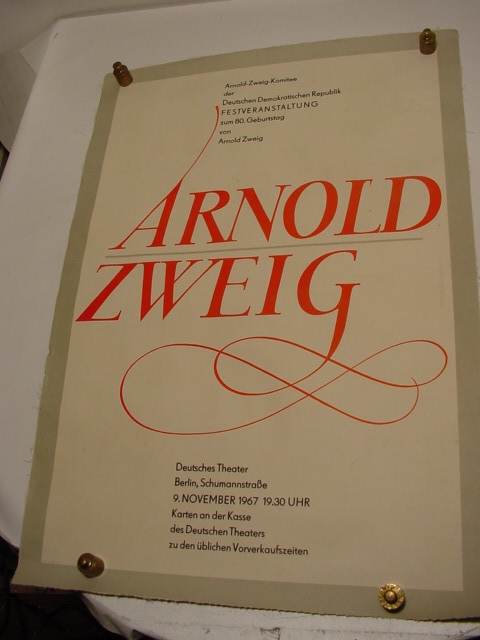 Arnold-Zweig-Komitee
der
Deutschen Demokratischen Republik
FESTVERANSTALTUNG
zum 80. Geburtstag
von
Arnold Zweig
ARNOLD
ZWEIG
Deutsches Theater
Berlin, Schumannstraße
9. NOVEMBER 1967 19.30 UHR
Karten an der Kasse
des Deutschen Theaters
zu den üblichen Vorverkaufszeiten